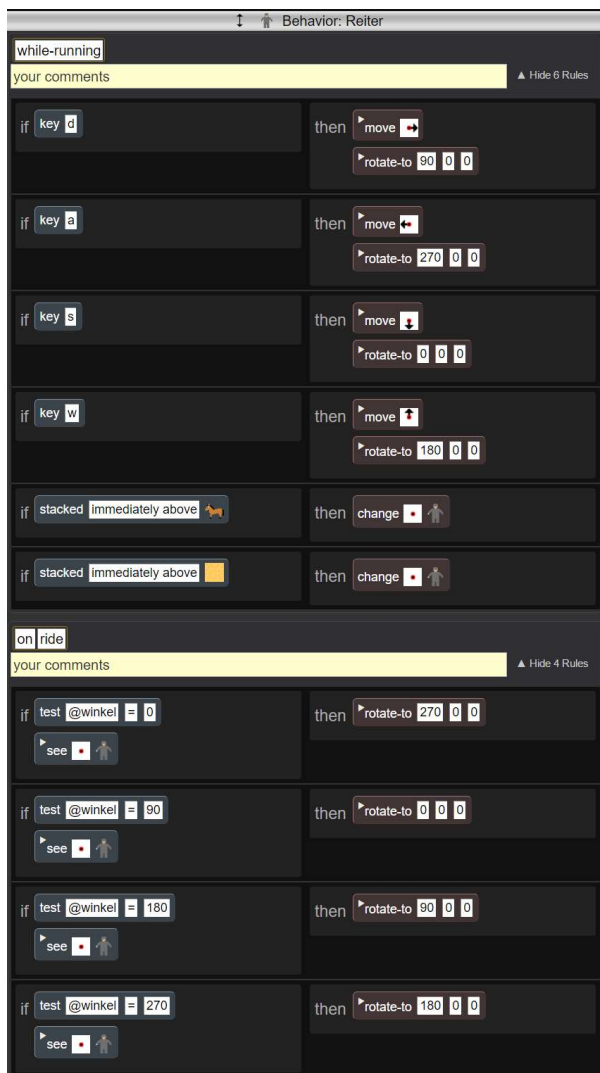 Behavior: Reiter
while-running
your comments
▲ Hide 6 Rules
if key d then move
rotate-to 90 0 0
if key a then move
rotate-to 270 0 0
if key s then move
rotate-to 0 0 0
if key w then move
rotate-to 180 0 0
if stacked immediately above then change
if stacked immediately above then change
on ride
your comments
▲ Hide 4 Rules
if test @winkel = 0 then rotate-to 270 0 0
see
if test @winkel = 90 then rotate-to 0 0 0
see
if test @winkel = 180 then rotate-to 90 0 0
see
if test @winkel = 270 then rotate-to 180 0 0
see